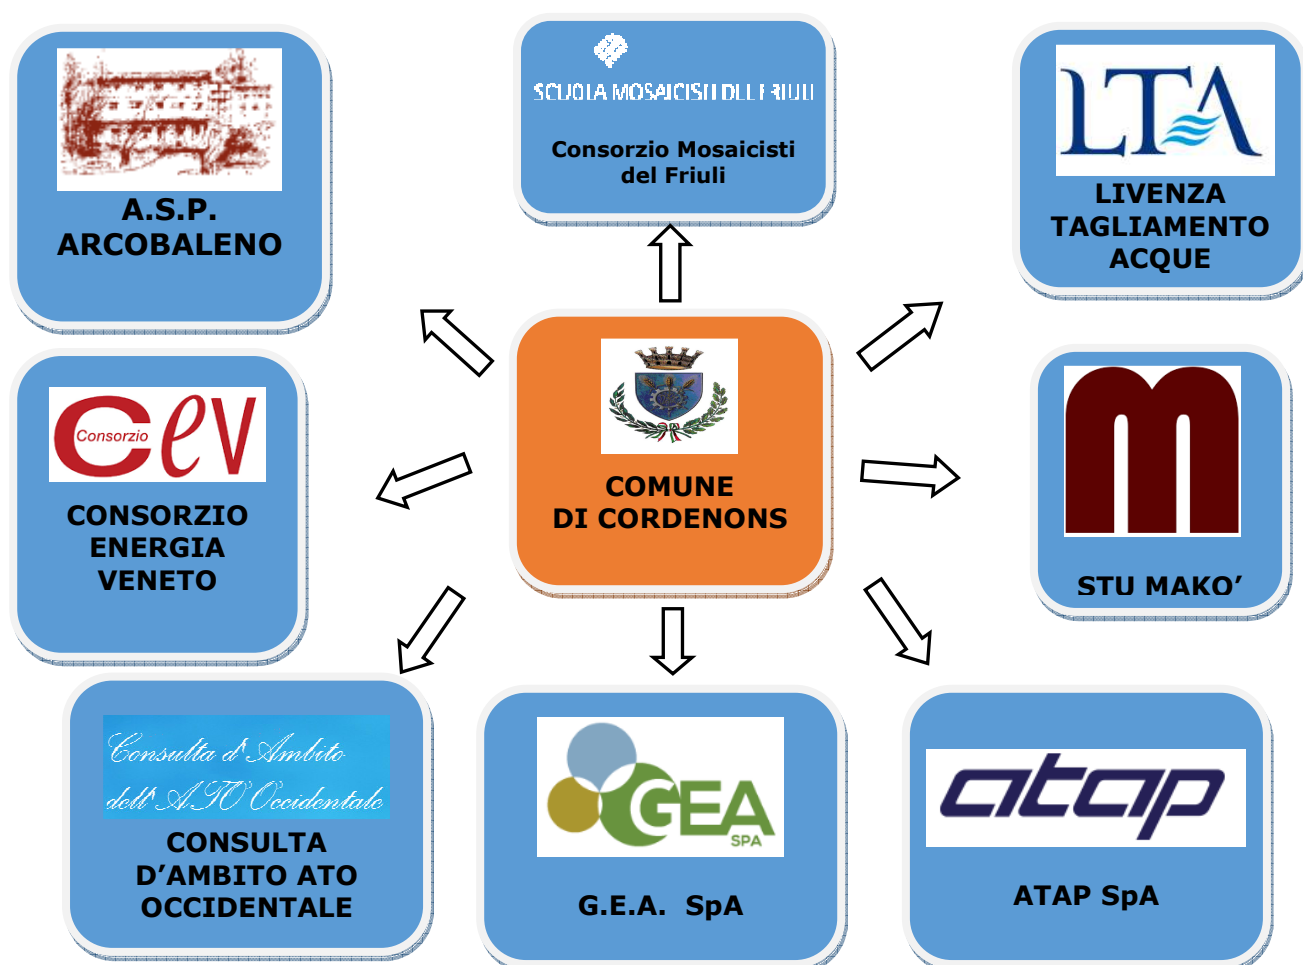 A.S.P.
ARCOBALENO
SCUOLA MOSAICISTI DEL FRIULI
Consorzio Mosaicisti
del Friuli
LTA
LIVENZA
TAGLIAMENTO
ACQUE
Consorzio
Cev
CONSORZIO
ENERGIA
VENETO
COMUNE
DI CORDENONS
m
STU MAKO’
Consulta d'Ambito
dell' ATO Occidentale
CONSULTA
D’AMBITO ATO
OCCIDENTALE
GEA
SPA
G.E.A. SpA
atap
ATAP SpA